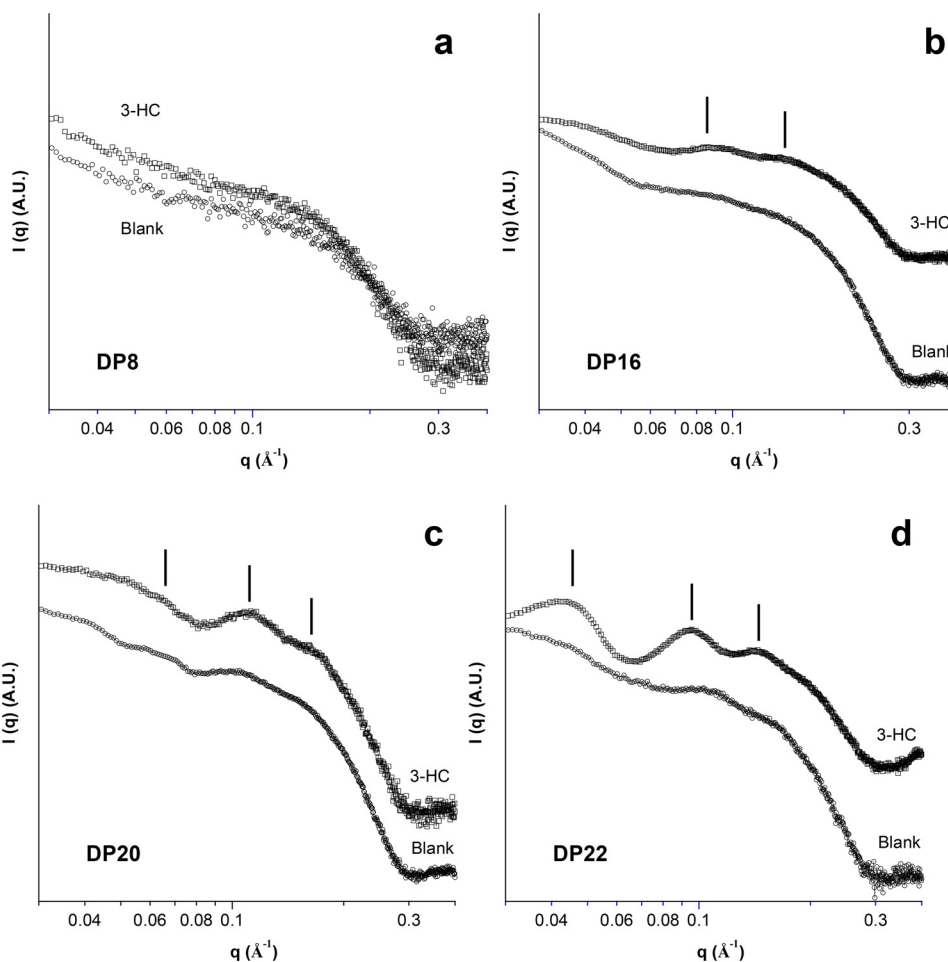 a
3-HC
Blank
DP8
I (q) (A.U.)
0.04 0.06 0.08 0.1 0.3
q (Å⁻¹)
b
3-HC
Blank
DP16
I (q) (A.U.)
0.04 0.06 0.08 0.1 0.3
q (Å⁻¹)
c
3-HC
Blank
DP20
I (q) (A.U.)
0.04 0.06 0.08 0.1 0.3
q (Å⁻¹)
d
3-HC
Blank
DP22
I (q) (A.U.)
0.04 0.06 0.08 0.1 0.3
q (Å⁻¹)